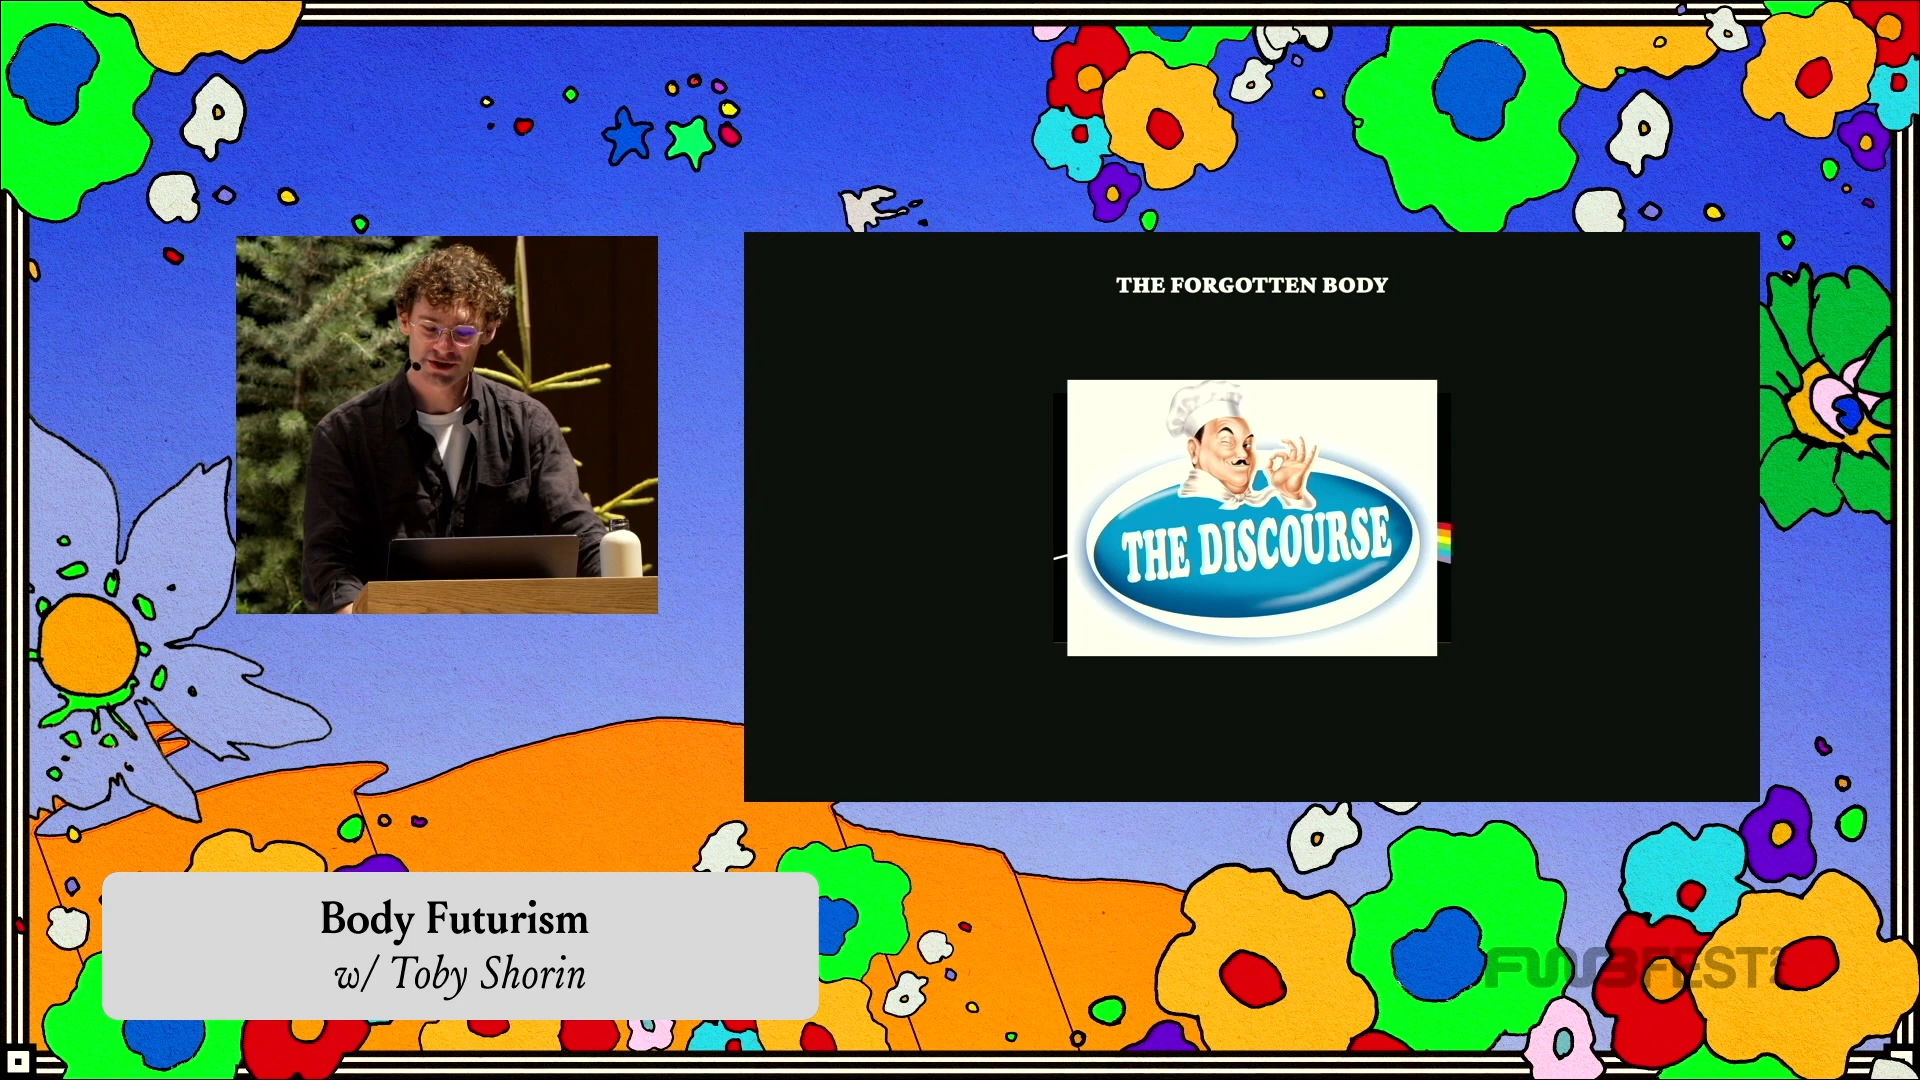 THE FORGOTTEN BODY
THE DISCOURSE
Body Futurism
w/ Toby Shorin